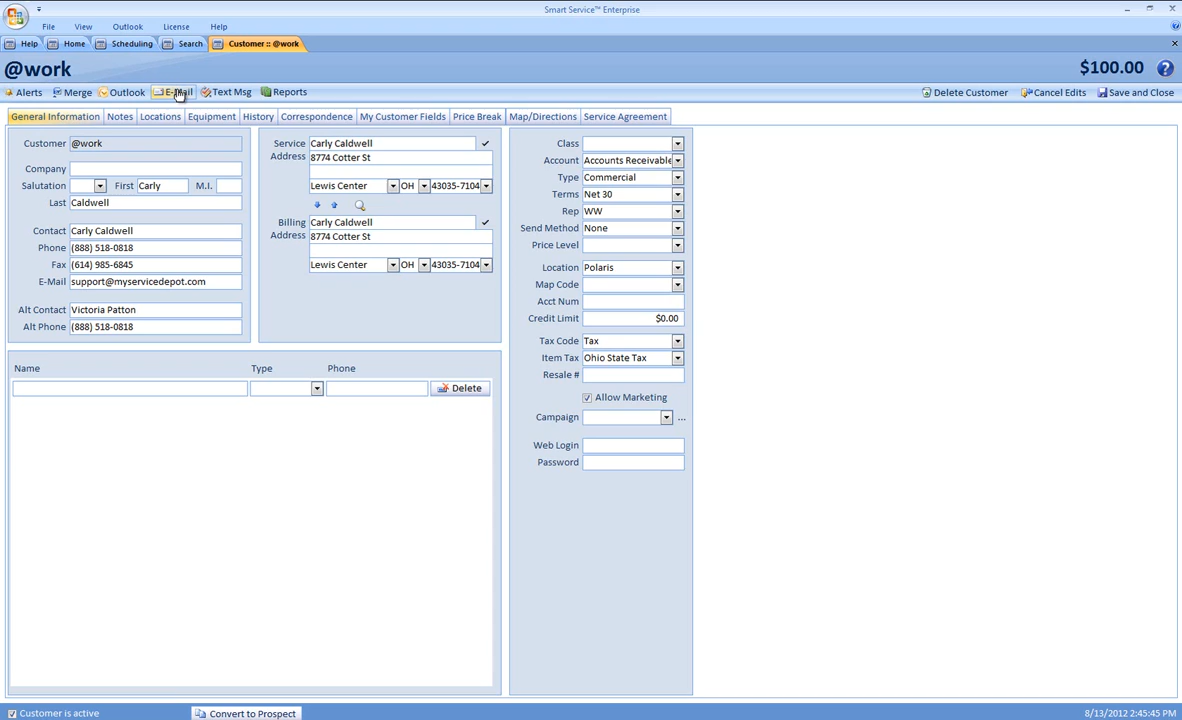 Smart Service™ Enterprise
File View Outlook License Help
Help Home Scheduling Search Customer :: @work
@work $100.00
Alerts Merge Outlook E-Mail Text Msg Reports Delete Customer Cancel Edits Save and Close
General Information Notes Locations Equipment History Correspondence My Customer Fields Price Break Map/Directions Service Agreement
Customer @work
Company
Salutation First Carly M.I.
Last Caldwell
Contact Carly Caldwell
Phone (888) 518-0818
Fax (614) 985-6845
E-Mail support@myservicedepot.com
Alt Contact Victoria Patton
Alt Phone (888) 518-0818
Service Carly Caldwell
Address 8774 Cotter St
Lewis Center OH 43035-7104
Billing Carly Caldwell
Address 8774 Cotter St
Lewis Center OH 43035-7104
Name Type Phone
Delete
Class
Account Accounts Receivable
Type Commercial
Terms Net 30
Rep WW
Send Method None
Price Level
Location Polaris
Map Code
Acct Num
Credit Limit $0.00
Tax Code Tax
Item Tax Ohio State Tax
Resale #
Allow Marketing
Campaign ...
Web Login
Password
Customer is active Convert to Prospect 8/13/2012 2:45:45 PM